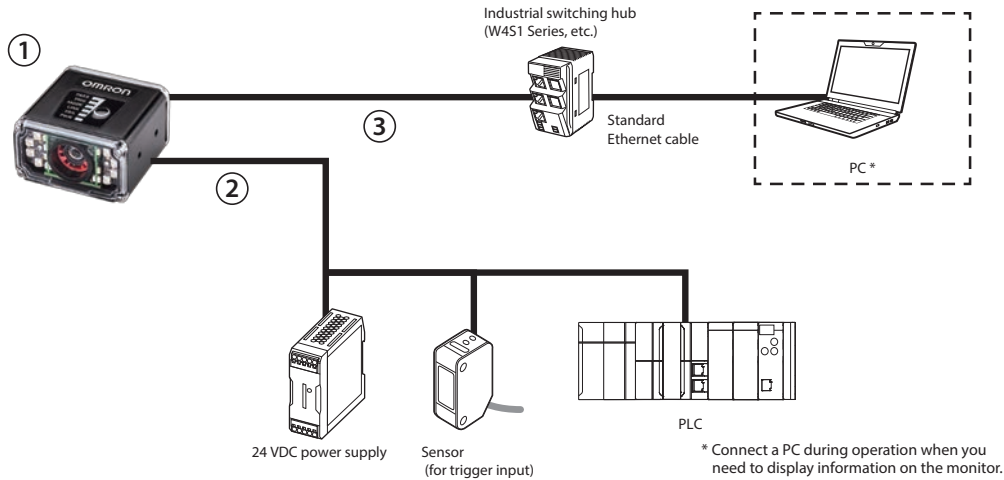 Industrial switching hub
(W4S1 Series, etc.)
1
OMRON
3
Standard
Ethernet cable
PC *
2
24 VDC power supply
Sensor
(for trigger input)
PLC
* Connect a PC during operation when you
need to display information on the monitor.